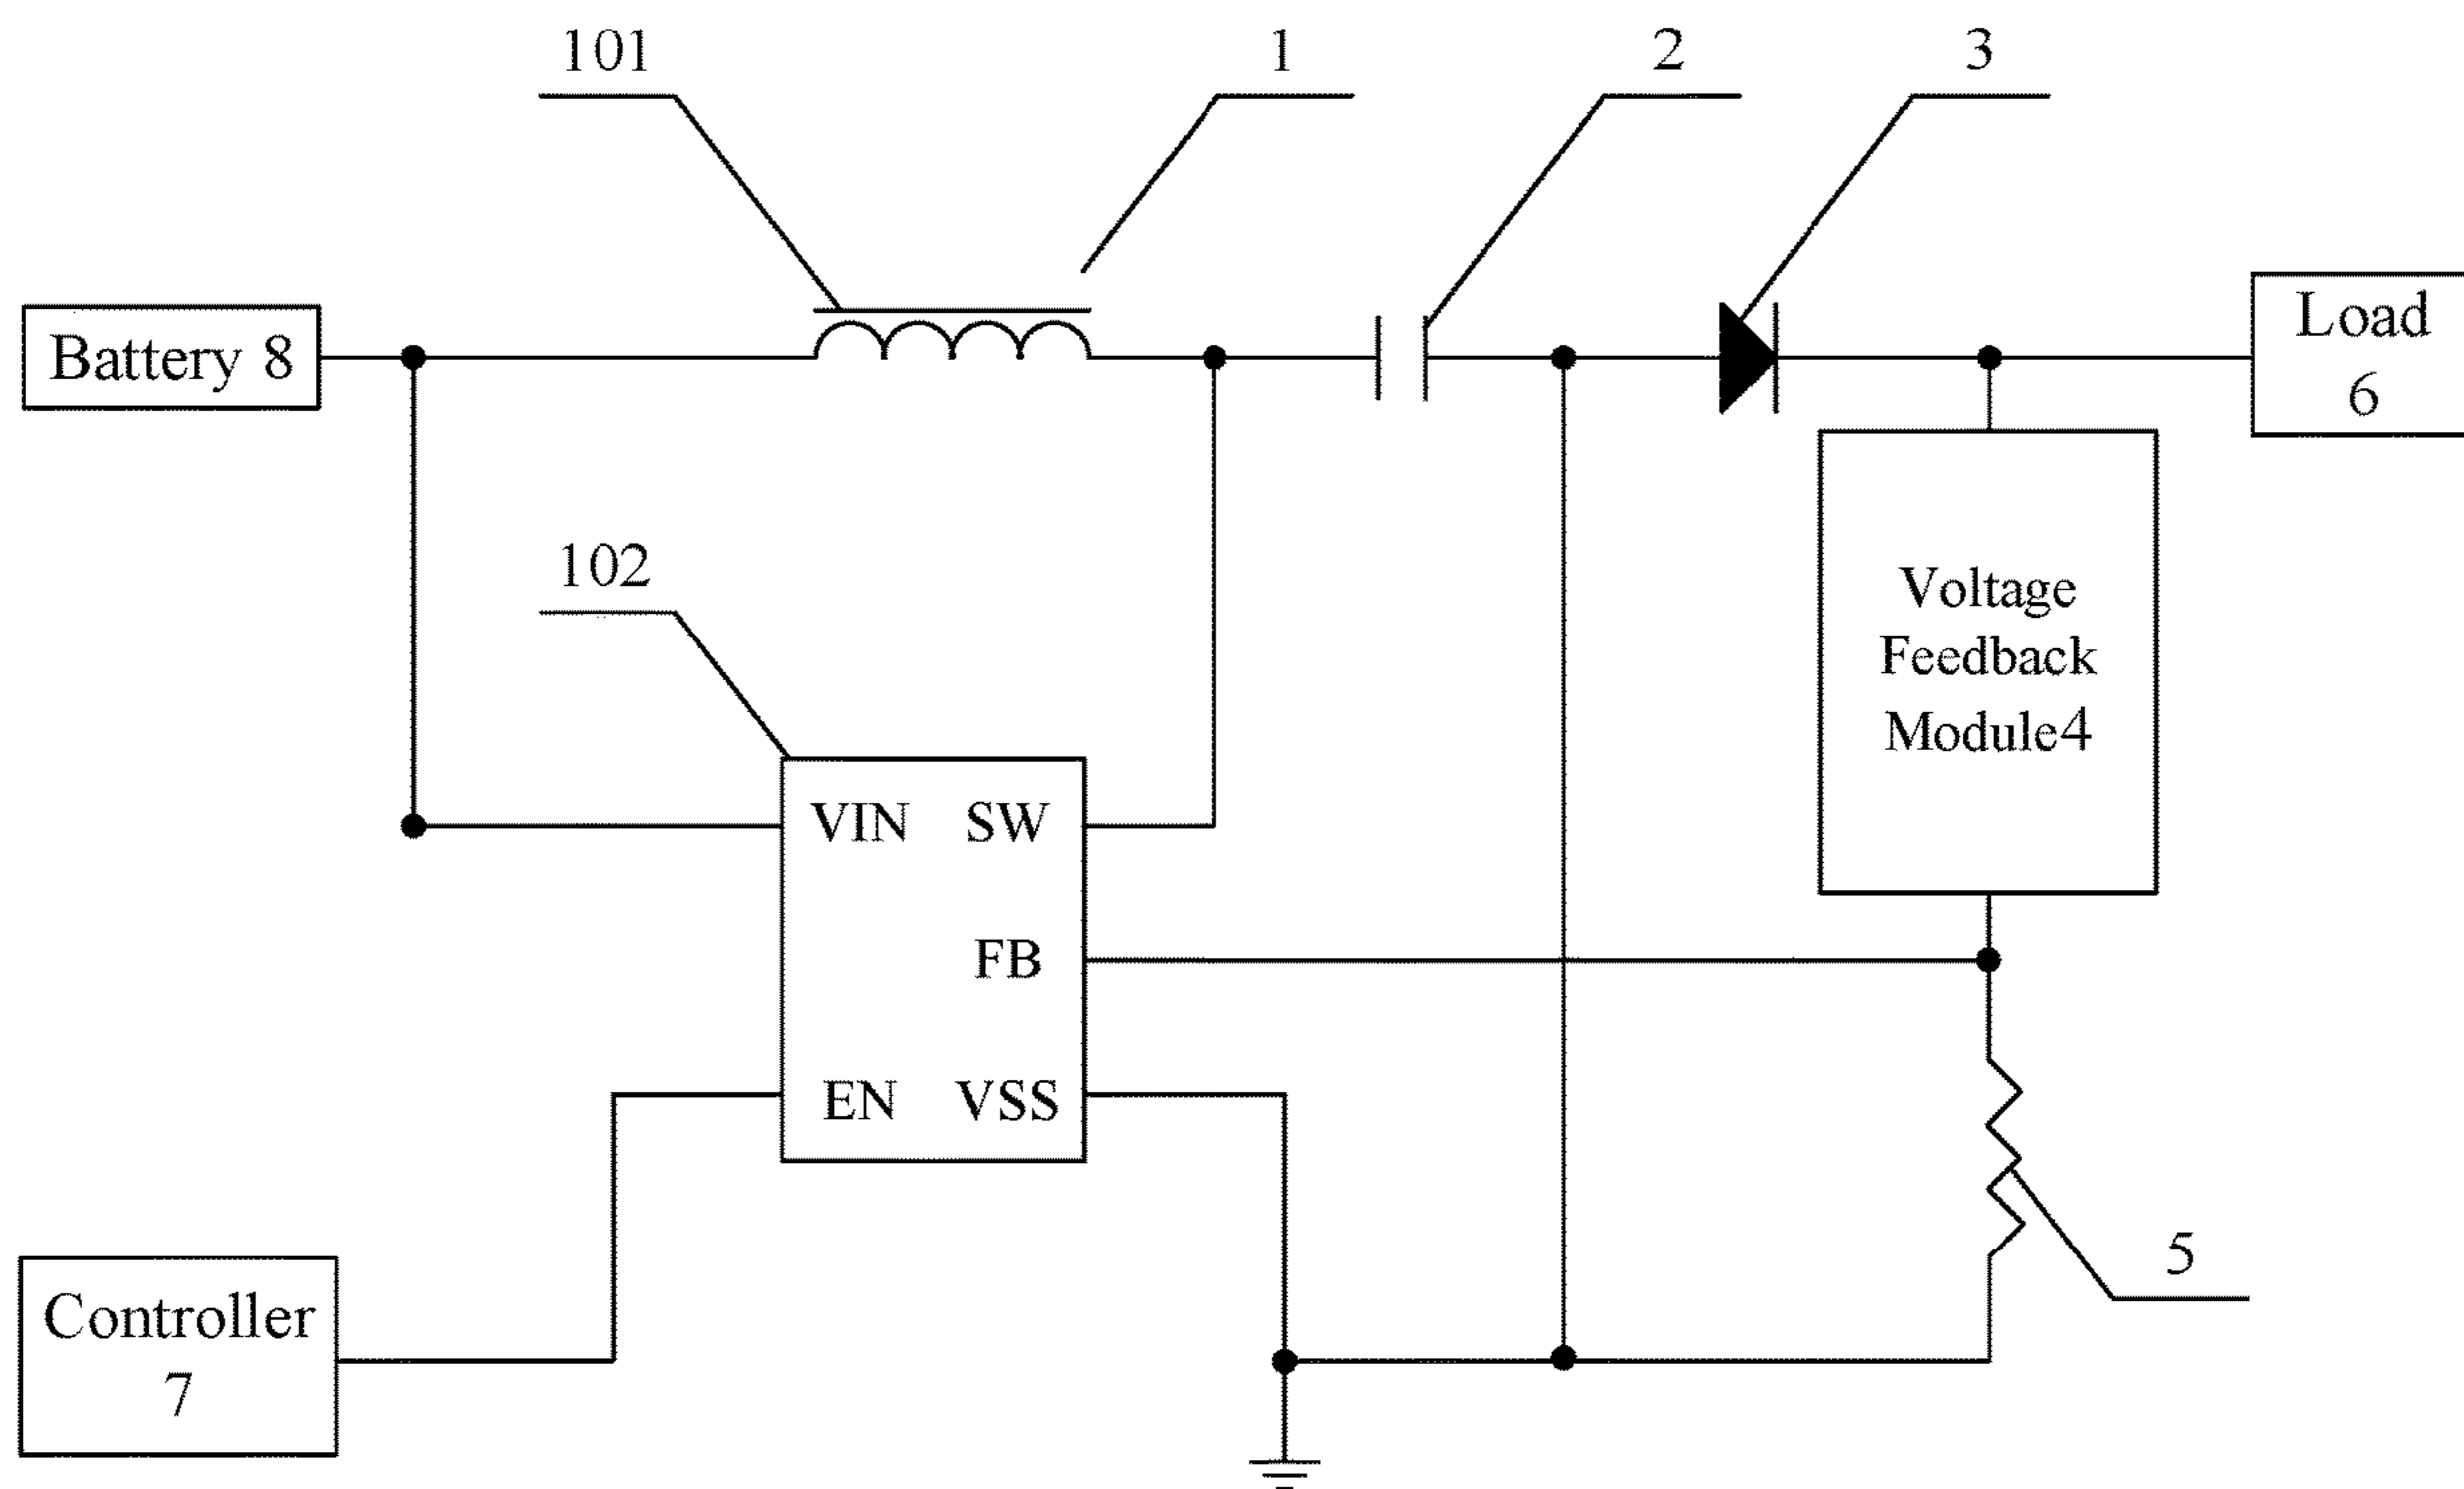 101
1
2
3
Battery 8
Load
6
102
Voltage
Feedback
Module4
VIN SW
FB
EN VSS
5
Controller
7